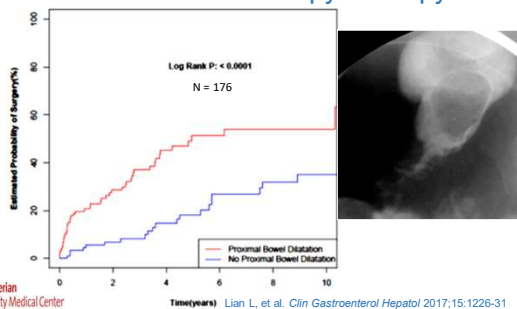 100
80
60
40
20
0
Estimated Probability of Surgery(%)
Log Rank P: < 0.0001
N = 176
Proximal Bowel Dilatation
No Proximal Bowel Dilatation
0 2 4 6 8 10
Time(years)
erian
ty Medical Center
Lian L, et al. Clin Gastroenterol Hepatol 2017;15:1226-31